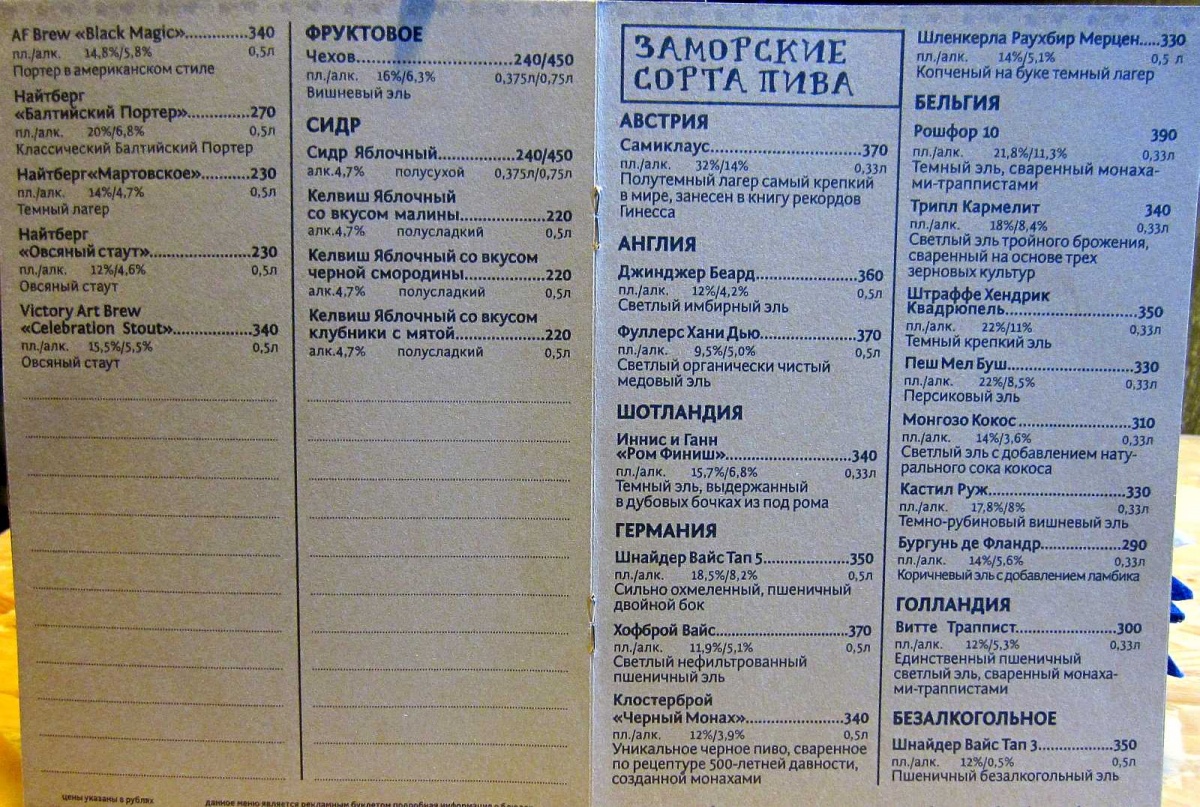 AF Brew «Black Magic»..............340
пл./алк. 14,8%/5,8% 0,5л
Портер в американском стиле
Найтберг
«Балтийский Портер»..............270
пл./алк. 20%/6,8% 0,5л
Классический Балтийский Портер
Найтберг«Мартовское»...........230
пл./алк. 14%/4,7% 0,5л
Темный лагер
Найтберг
«Овсяный стаут».......................230
пл./алк. 12%/4,6% 0,5л
Овсяный стаут
Victory Art Brew
«Celebration Stout»..................340
пл./алк. 15,5%/5,5% 0,5л
Овсяный стаут
цены указаны в рублях
ФРУКТОВОЕ
Чехов.................................240/450
пл./алк. 16%/6,3% 0,375л/0,75л
Вишневый эль
СИДР
Сидр Яблочный................240/450
алк.4,7% полусухой 0,375л/0,75л
Келвиш Яблочный
со вкусом малины......................220
алк.4,7% полусладкий 0,5л
Келвиш Яблочный со вкусом
черной смородины....................220
алк.4,7% полусладкий 0,5л
Келвиш Яблочный со вкусом
клубники с мятой.......................220
алк.4,7% полусладкий 0,5л
данное меню является рекламным буклетом подробная информация о
ЗАМОРСКИЕ
СОРТА ПИВА
АВСТРИЯ
Самиклаус..............................370
пл./алк. 32%/14% 0,33л
Полутемный лагер самый крепкий
в мире, занесен в книгу рекордов
Гинесса
АНГЛИЯ
Джинджер Беард....................360
пл./алк. 12%/4,2% 0,5л
Светлый имбирный эль
Фуллерс Хани Дью...................370
пл./алк. 9,5%/5,0% 0,5л
Светлый органически чистый
медовый эль
ШОТЛАНДИЯ
Иннис и Ганн
«Ром Финиш».........................340
пл./алк. 15,7%/6,8% 0,33л
Темный эль, выдержанный
в дубовых бочках из под рома
ГЕРМАНИЯ
Шнайдер Вайс Тап 5..................350
пл./алк. 18,5%/8,2% 0,5л
Сильно охмеленный, пшеничный
двойной бок
Хофброй Вайс..........................370
пл./алк. 11,9%/5,1% 0,5л
Светлый нефильтрованный
пшеничный эль
Клостерброй
«Черный Монах»......................340
пл./алк. 12%/3,9% 0,5л
Уникальное черное пиво, сваренное
по рецептуре 500-летней давности,
созданной монахами
Шленкерла Раухбир Мерцен.....330
пл./алк. 14%/5,1% 0,5 л
Копченый на буке темный лагер
БЕЛЬГИЯ
Рошфор 10 390
пл./алк. 21,8%/11,3% 0,33л
Темный эль, сваренный монаха-
ми-траппистами
Трипл Кармелит 340
пл./алк. 18%/8,4% 0,33л
Светлый эль тройного брожения,
сваренный на основе трех
зерновых культур
Штраффе Хендрик
Квадрюпель...........................350
пл./алк. 22%/11% 0,33л
Темный крепкий эль
Пеш Мел Буш.........................330
пл./алк. 22%/8,5% 0,33л
Персиковый эль
Монгозо Кокос.......................310
пл./алк. 14%/3,6% 0,33л
Светлый эль с добавлением нату-
рального сока кокоса
Кастил Руж............................330
пл./алк. 17,8%/8% 0,33л
Темно-рубиновый вишневый эль
Бургунь де Фландр....................290
пл./алк. 14%/5,6% 0,33л
Коричневый эль с добавлением ламбика
ГОЛЛАНДИЯ
Витте Траппист......................300
пл./алк. 12%/5,3% 0,33л
Единственный пшеничный
светлый эль, сваренный монаха-
ми-траппистами
БЕЗАЛКОГОЛЬНОЕ
Шнайдер Вайс Тап 3..................350
пл./алк. 12%/0,5% 0,5л
Пшеничный безалкогольный эль